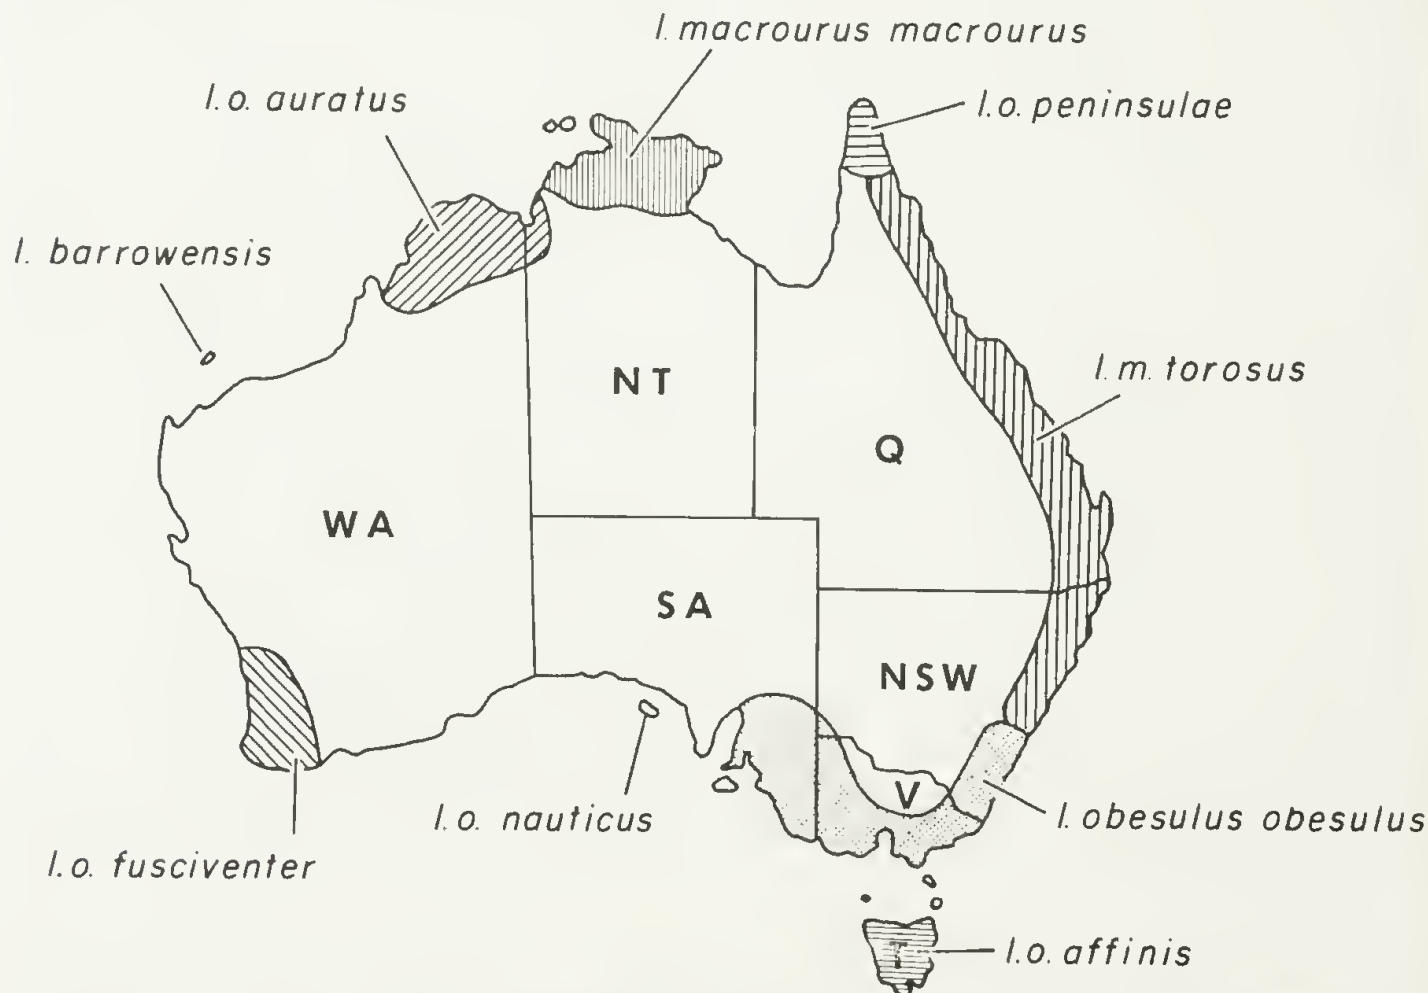 I. macrourus macrourus
I.o. auratus
I.o. peninsulae
I. barrowensis
I.m. torosus
NT
Q
WA
SA
NSW
V
I.o. nauticus
I. obesulus obesulus
I.o. fusciventer
T
I.o. affinis